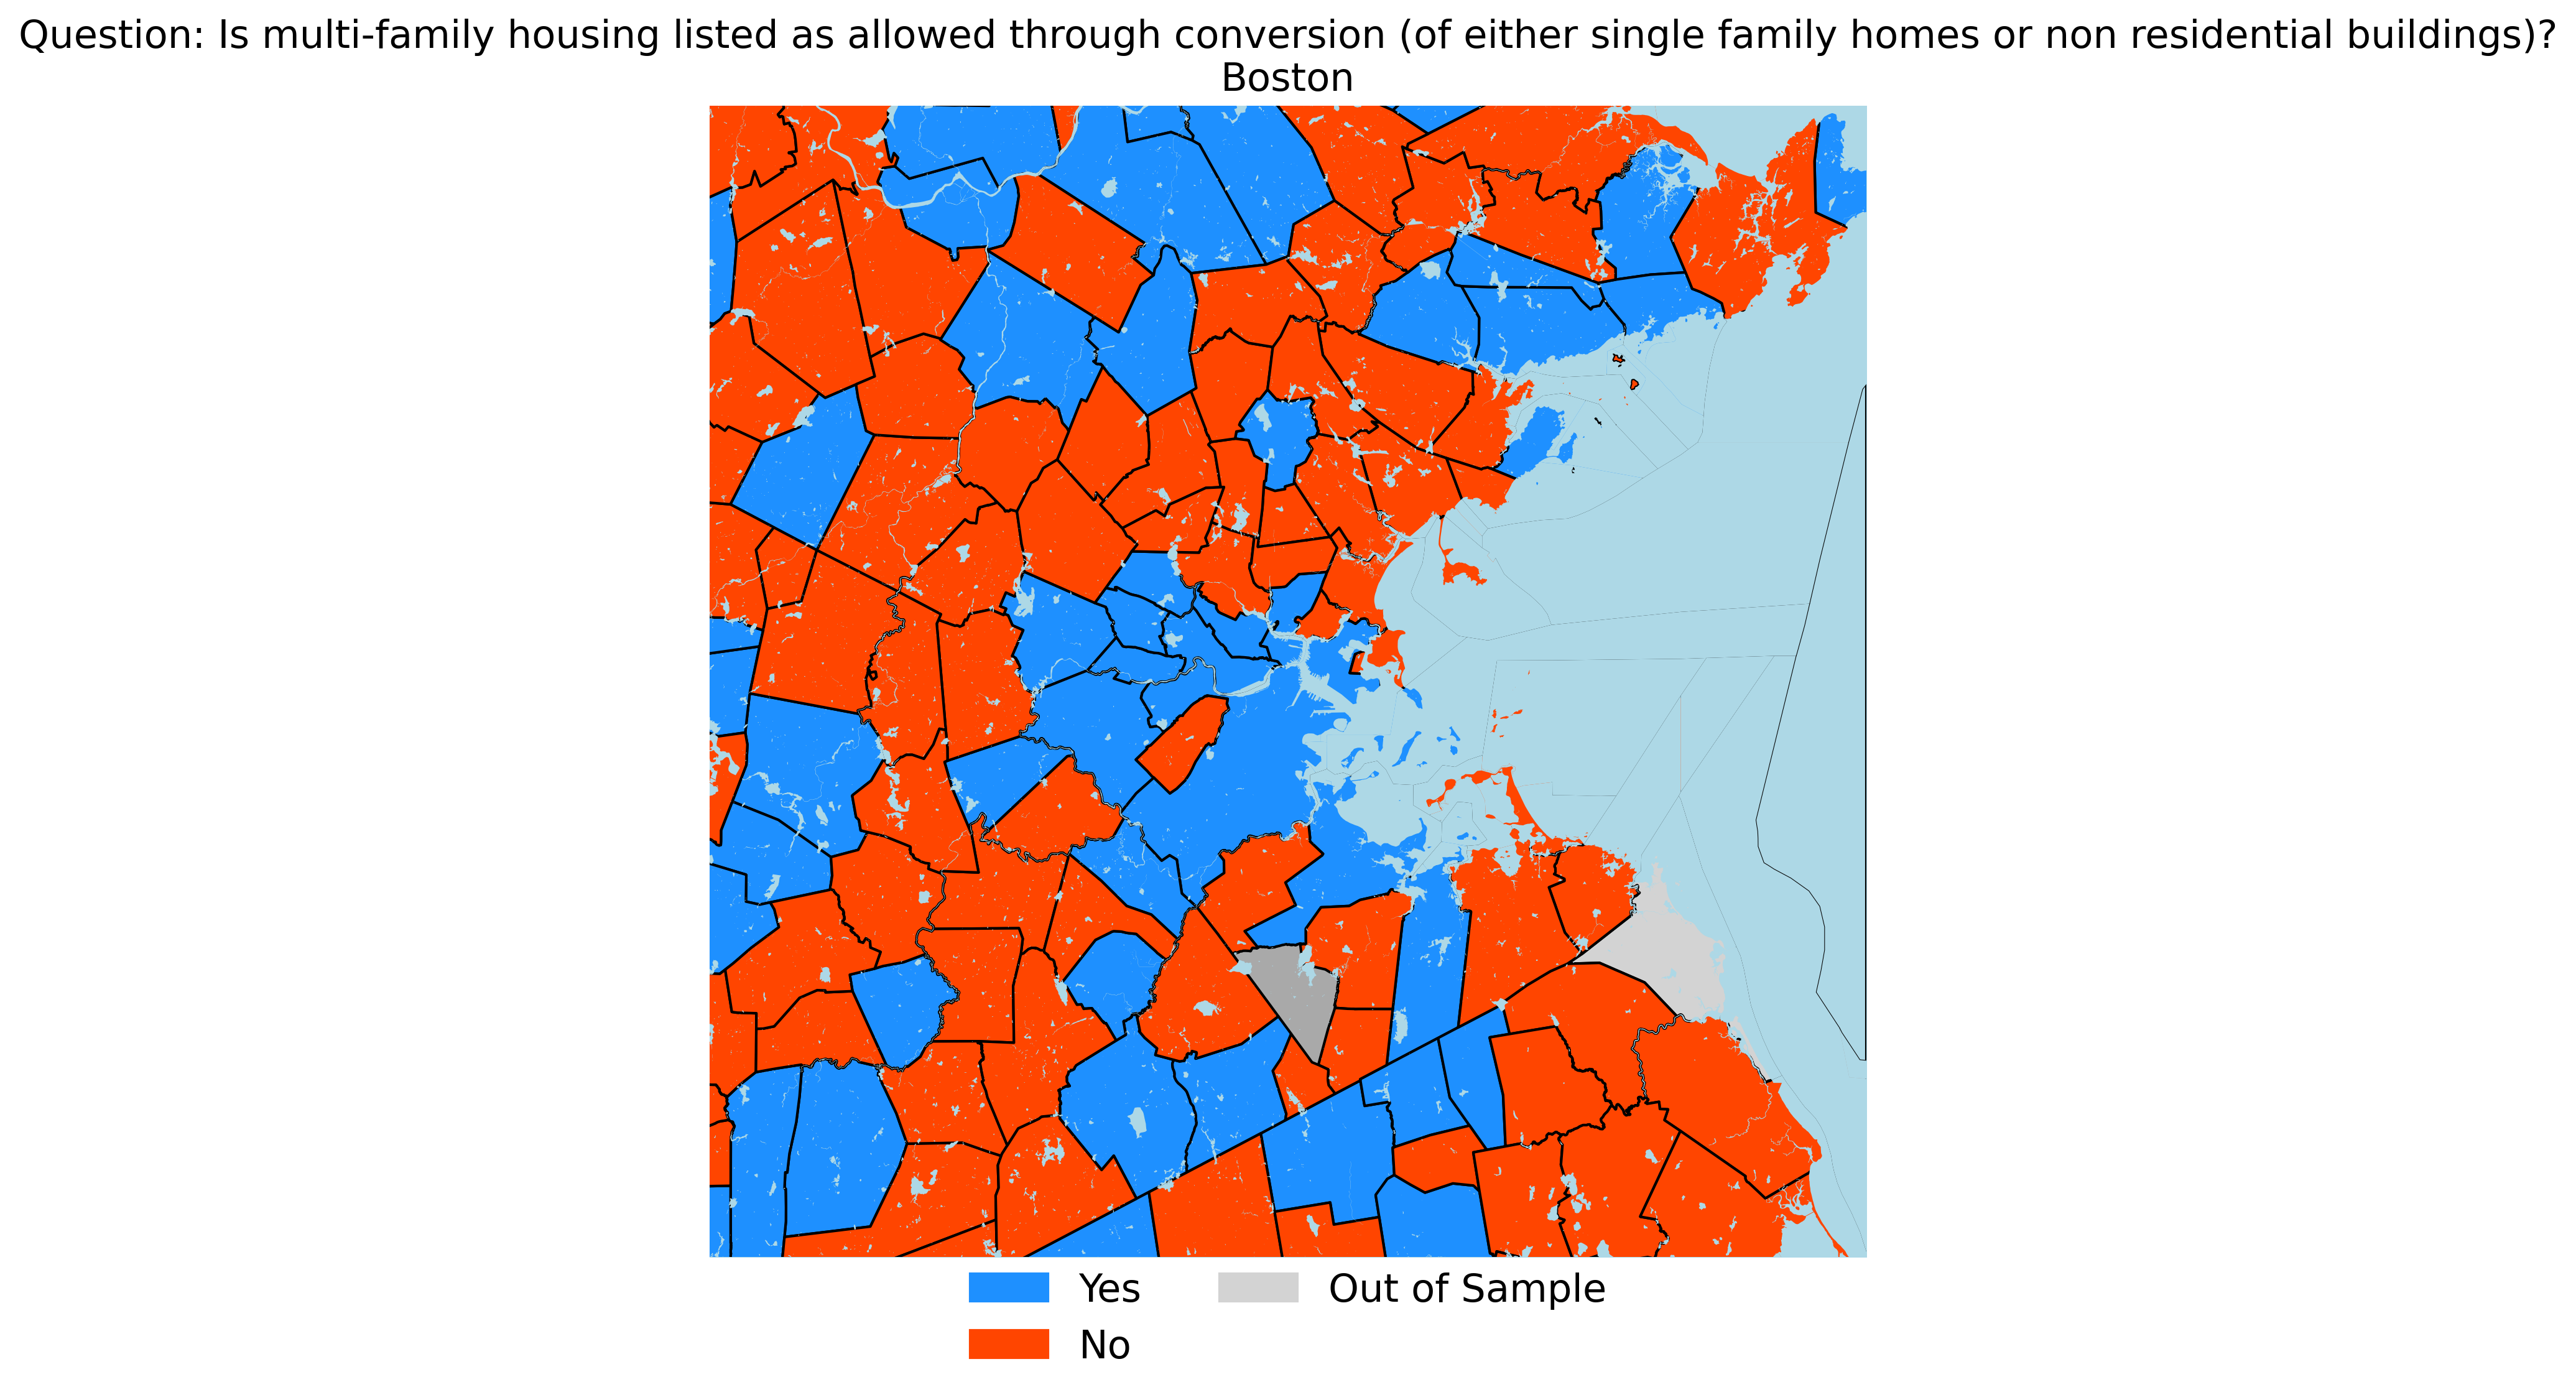 Question: Is multi-family housing listed as allowed through conversion (of either single family homes or non residential buildings)?
Boston
Yes
Out of Sample
No